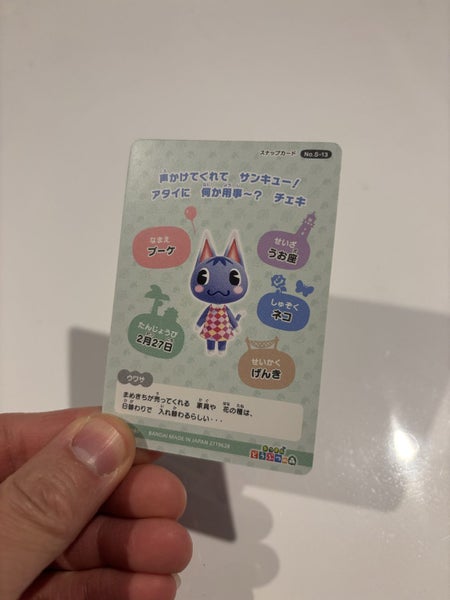 スナップカード No.S-13
声かけてくれて サンキュー!
アタイに 何か用事〜? チェキ
なまえ
ブーケ
せいざ
うお座
しゅぞく
ネコ
たんじょうび
2月27日
せいかく
げんき
ウワサ
まめきちが売ってくれる 家具や 花の種は、
日替わりで 入れ替わるらしい・・・
BANDAI MADE IN JAPAN 2719628
どうぶつの森